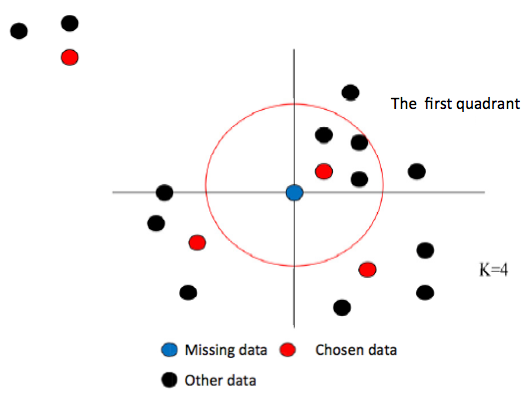 The first quadrant
K=4
Missing data
Chosen data
Other data